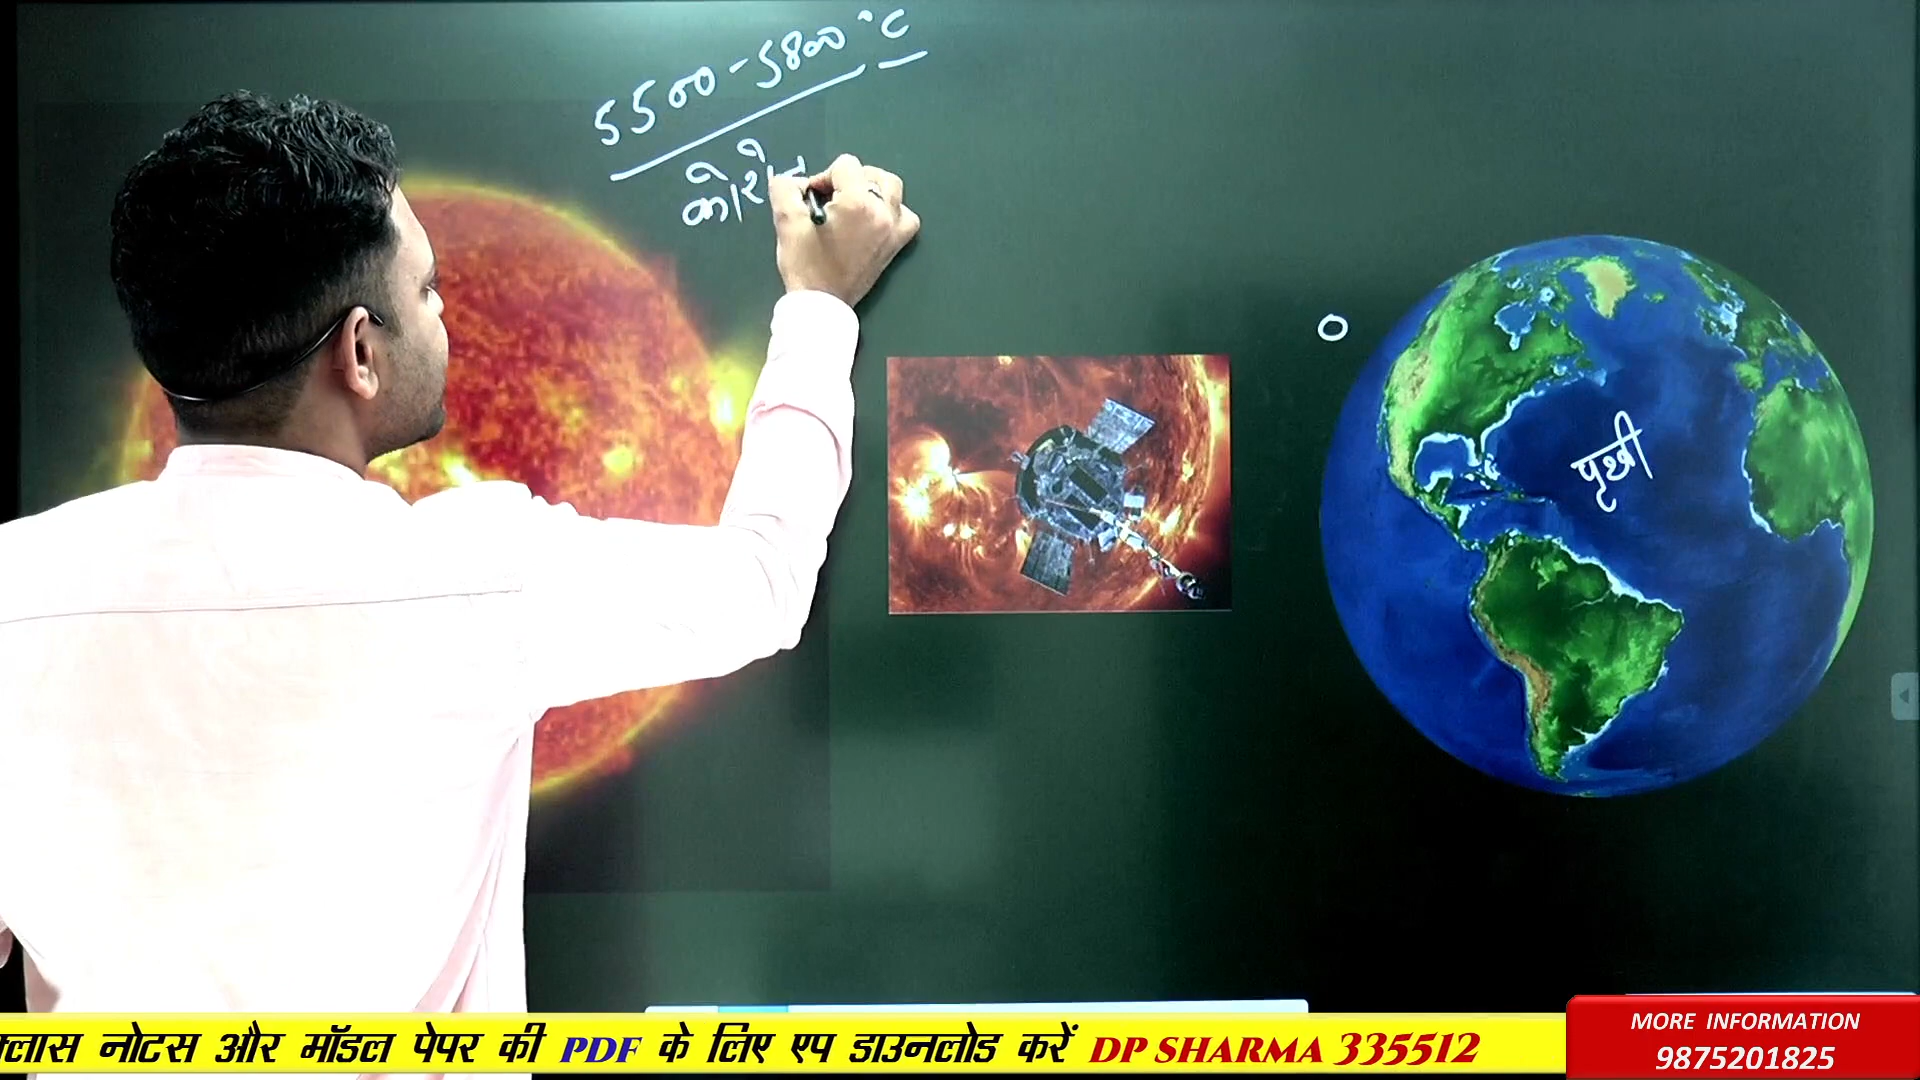 5500-5800°C
पृथ्वी
क्लास नोटस और मॉडल पेपर की PDF के लिए एप डाउनलोड करें DP SHARMA 335512
MORE INFORMATION
9875201825